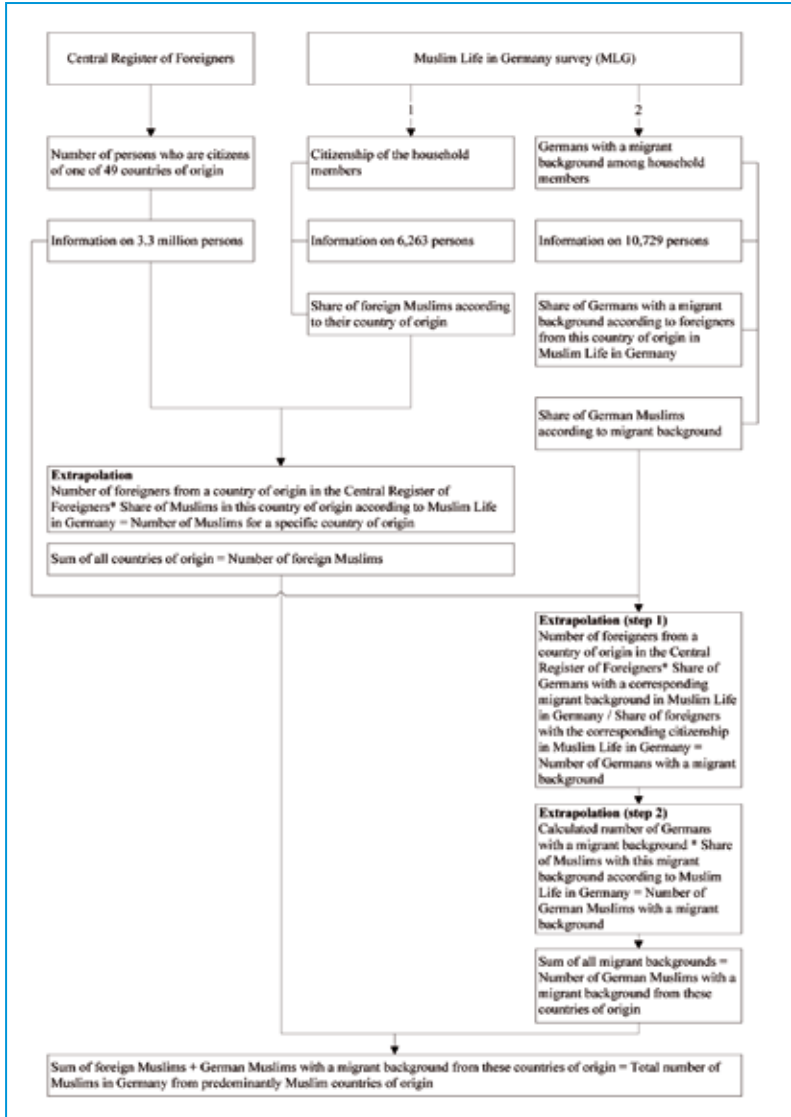 Central Register of Foreigners
Muslim Life in Germany survey (MLG)
1
2
Number of persons who are citizens
of one of 49 countries of origin
Citizenship of the household
members
Germans with a migrant
background among household
members
Information on 3.3 million persons
Information on 6,263 persons
Information on 10,729 persons
Share of foreign Muslims according
to their country of origin
Share of Germans with a migrant
background according to foreigners
from this country of origin in
Muslim Life in Germany
Share of German Muslims
according to migrant background
Extrapolation
Number of foreigners from a country of origin in the Central Register of
Foreigners* Share of Muslims in this country of origin according to Muslim Life
in Germany = Number of Muslims for a specific country of origin
Sum of all countries of origin = Number of foreign Muslims
Extrapolation (step 1)
Number of foreigners from a
country of origin in the Central
Register of Foreigners* Share of
Germans with a corresponding
migrant background in Muslim Life
in Germany / Share of foreigners
with the corresponding citizenship
in Muslim Life in Germany =
Number of Germans with a migrant
background
Extrapolation (step 2)
Calculated number of Germans
with a migrant background * Share
of Muslims with this migrant
background according to Muslim
Life in Germany = Number of
German Muslims with a migrant
background
Sum of all migrant backgrounds =
Number of German Muslims with a
migrant background from these
countries of origin
Sum of foreign Muslims + German Muslims with a migrant background from these countries of origin = Total number of
Muslims in Germany from predominantly Muslim countries of origin